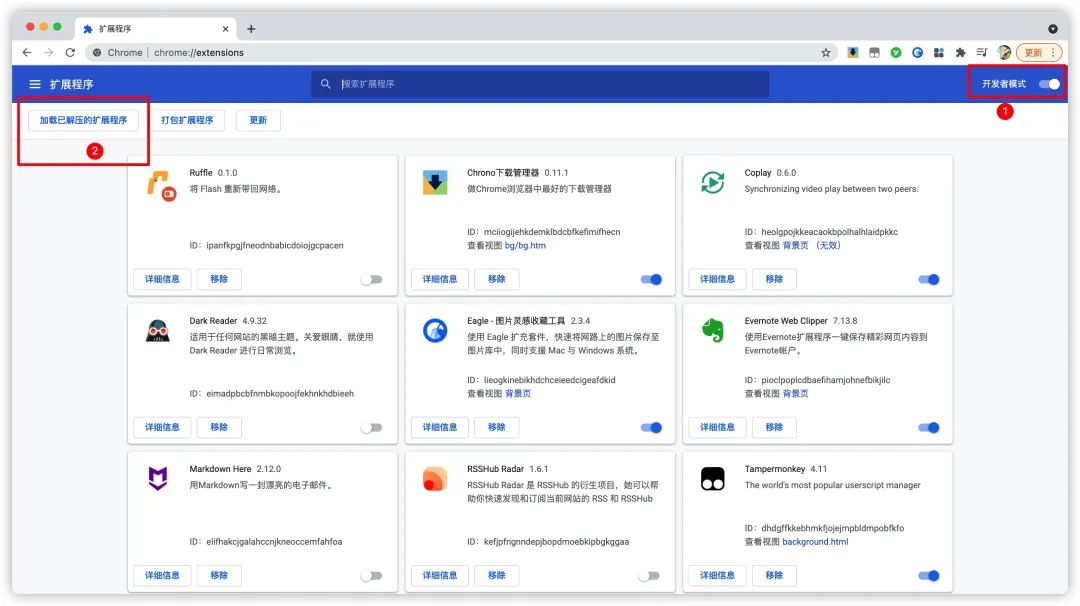 扩展程序
Chrome | chrome://extensions
更新
扩展程序
搜索扩展程序
开发者模式
1
加载已解压的扩展程序
打包扩展程序
更新
2
Ruffle 0.1.0
将 Flash 重新带回网络。
ID: ipanfkpgjfneodnbabicdoiojgcpacen
详细信息
移除
Chrono下载管理器 0.11.1
做Chrome浏览器中最好的下载管理器
ID: mciiogijehkdemklbdcbfkefimifhecn
查看视图 bg/bg.htm
详细信息
移除
Coplay 0.6.0
Synchronizing video play between two peers.
ID: heolgpojkkeacaokbpolhalhlaidpkkc
查看视图 背景页 （无效）
详细信息
移除
Dark Reader 4.9.32
适用于任何网站的黑暗主题。关爱眼睛，就使用
Dark Reader 进行日常浏览。
ID: eimadpbcbfnmbkopoojfekhnkhdbieeh
详细信息
移除
Eagle - 图片灵感收藏工具 2.3.4
使用 Eagle 扩充套件，快速将网路上的图片保存至
图片库中，同时支援 Mac 与 Windows 系统。
ID: lieogkinebikhdchceieedcigeafdkid
查看视图 背景页
详细信息
移除
Evernote Web Clipper 7.13.8
使用Evernote扩展程序一键保存精彩网页内容到
Evernote帐户。
ID: pioclpoplcdbaefihamjohnefbikjilc
查看视图 背景页
详细信息
移除
Markdown Here 2.12.0
用Markdown写一封漂亮的电子邮件。
ID: elifhakcjgalahccnjkneoccemfahfoa
详细信息
移除
RSSHub Radar 1.6.1
RSSHub Radar 是 RSSHub 的衍生项目，她可以帮
助你快速发现和订阅当前网站的 RSS 和 RSSHub
ID: kefjpfngnndepjbopdmoebkipbgkggaa
详细信息
移除
Tampermonkey 4.11
The world's most popular userscript manager
ID: dhdgffkkebhmkfjojejmpbldmpobfkfo
查看视图 background.html
详细信息
移除